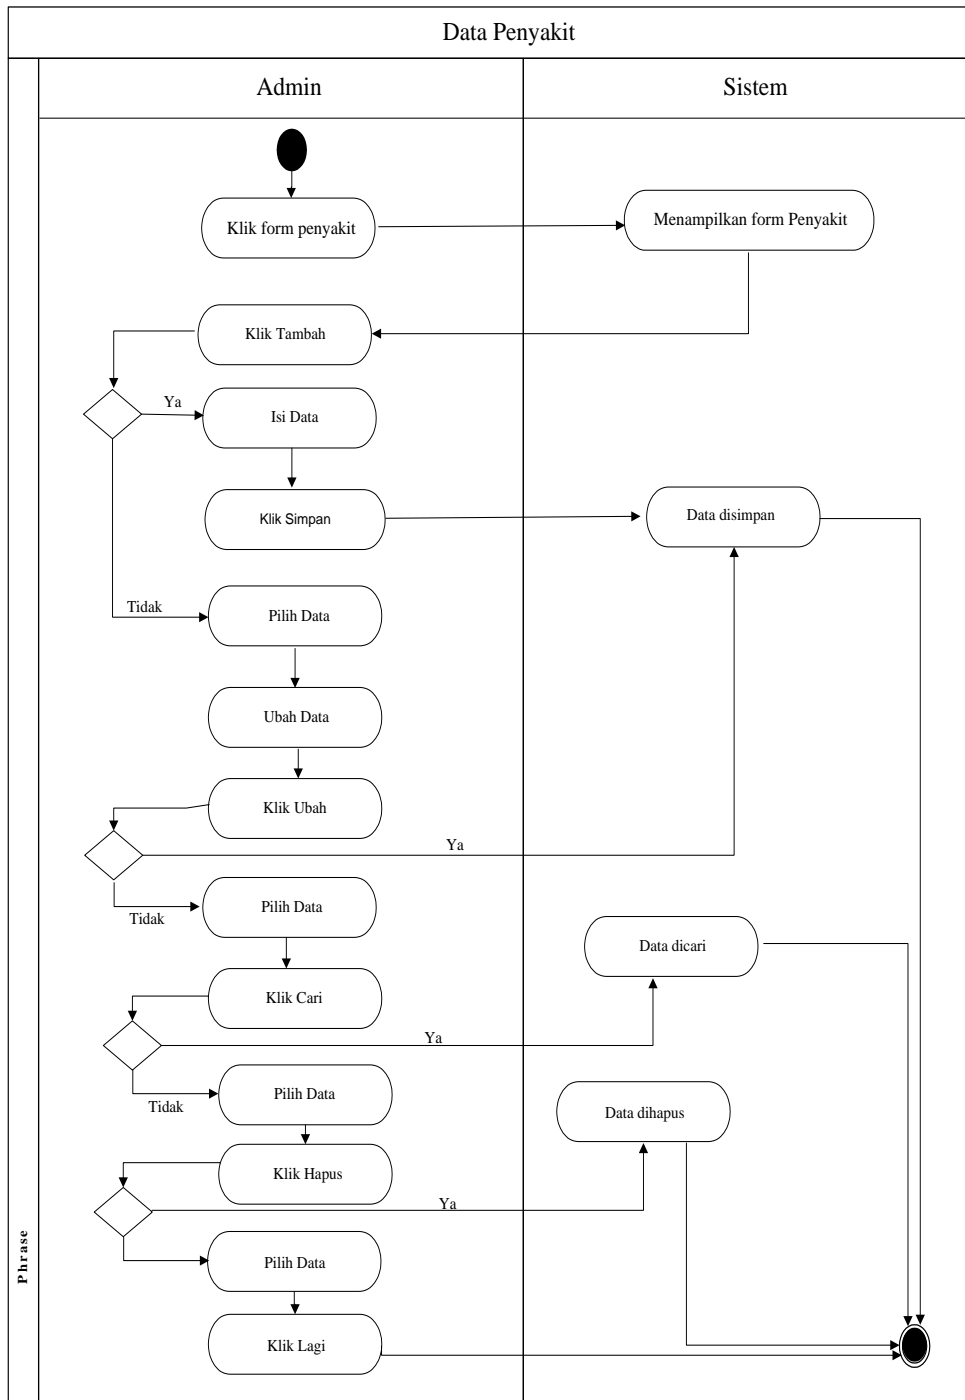 Data Penyakit
Admin
Sistem
Klik form penyakit
Menampilkan form Penyakit
Klik Tambah
Ya
Isi Data
Klik Simpan
Data disimpan
Tidak
Pilih Data
Ubah Data
Klik Ubah
Ya
Tidak
Pilih Data
Data dicari
Klik Cari
Ya
Tidak
Pilih Data
Data dihapus
Klik Hapus
Ya
Pilih Data
Klik Lagi
Phrase